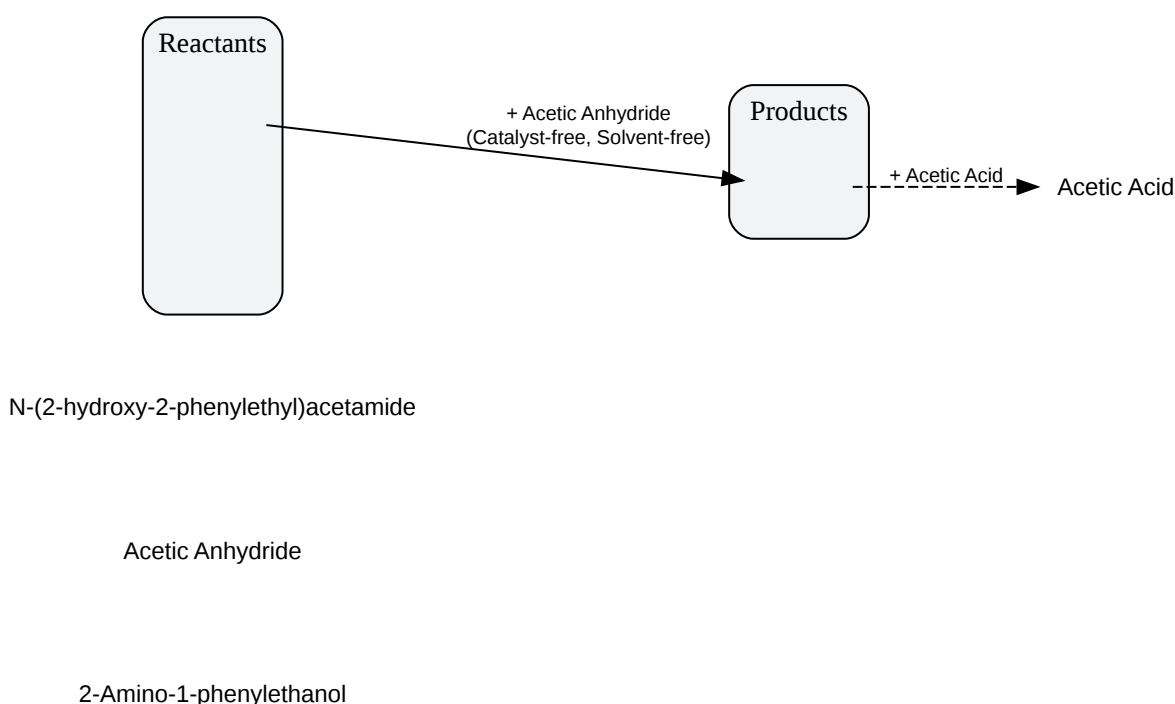 Reactants
+ Acetic Anhydride
(Catalyst-free, Solvent-free)
Products
+ Acetic Acid
Acetic Acid
N-(2-hydroxy-2-phenylethyl)acetamide
Acetic Anhydride
2-Amino-1-phenylethanol